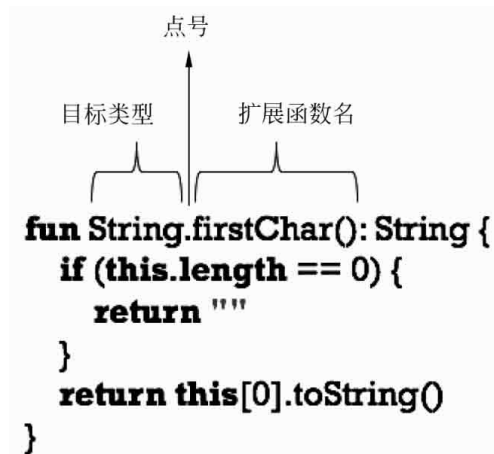 点号
目标类型 扩展函数名
fun String.firstChar(): String {
if (this.length == 0) {
return ""
}
return this[0].toString()
}